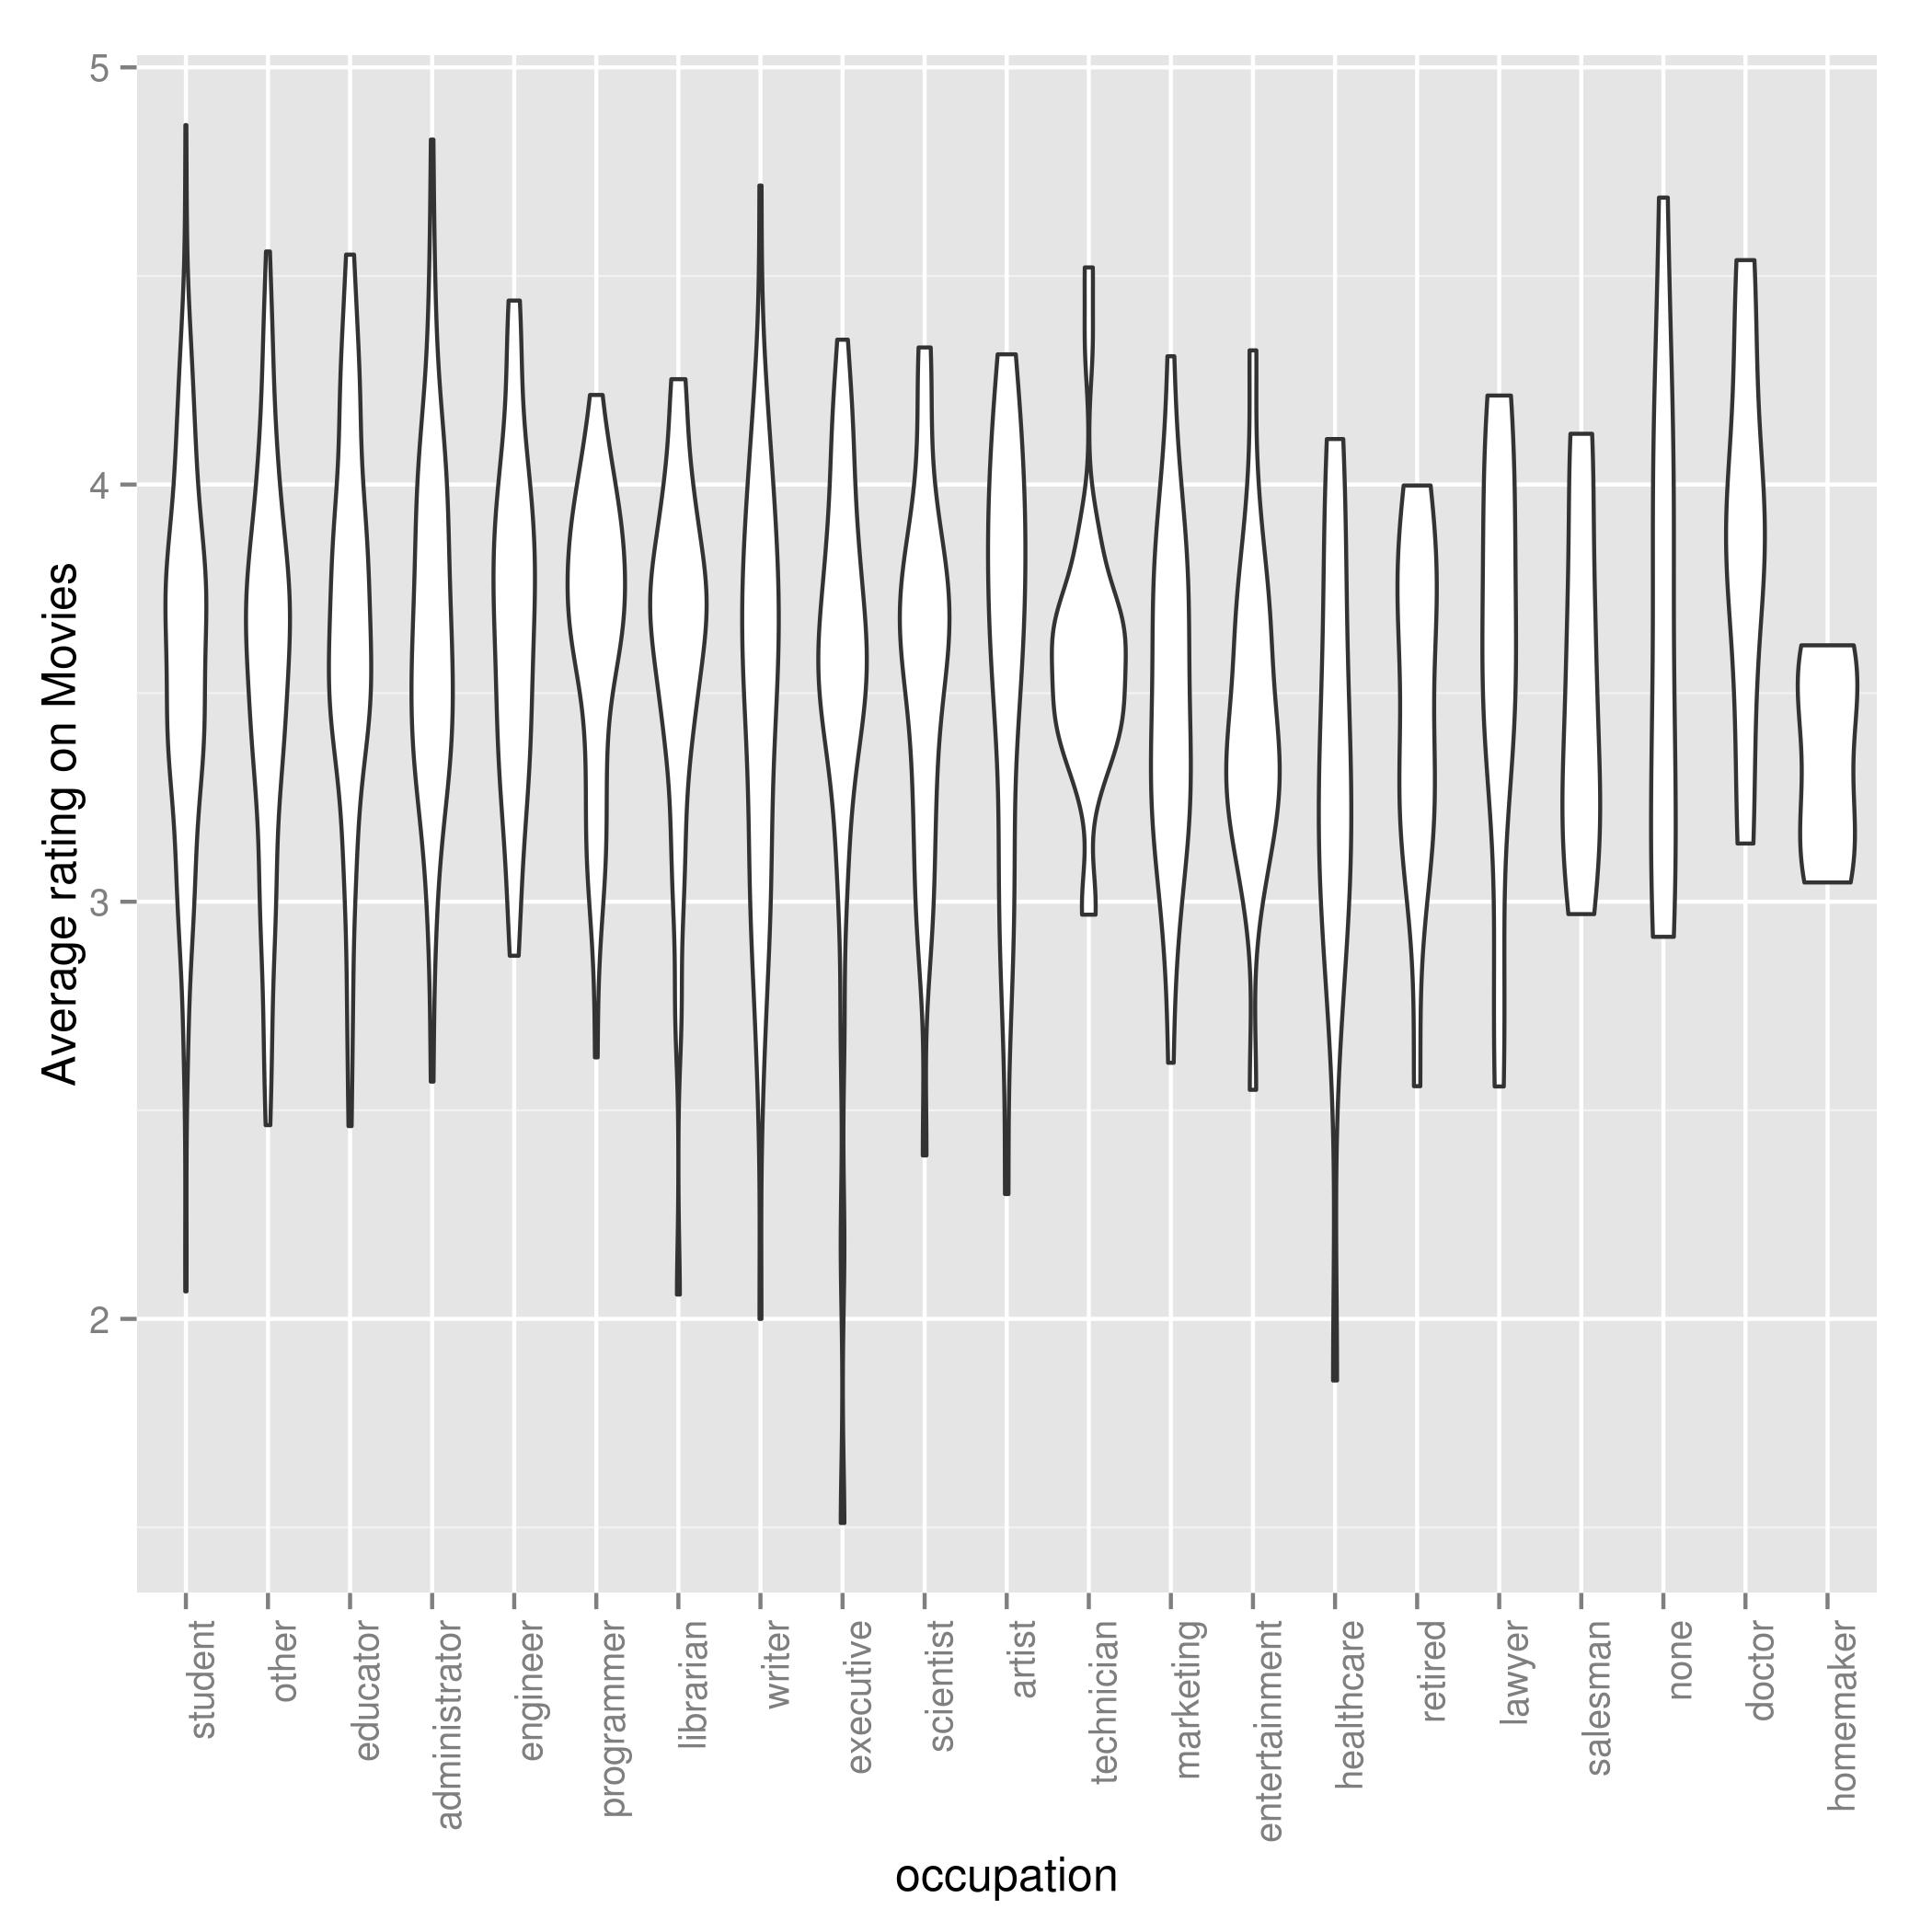 Average rating on Movies
5
4
3
2
student
other
educator
administrator
engineer
programmer
librarian
writer
executive
scientist
artist
technician
marketing
entertainment
healthcare
retired
lawyer
salesman
none
doctor
homemaker
occupation